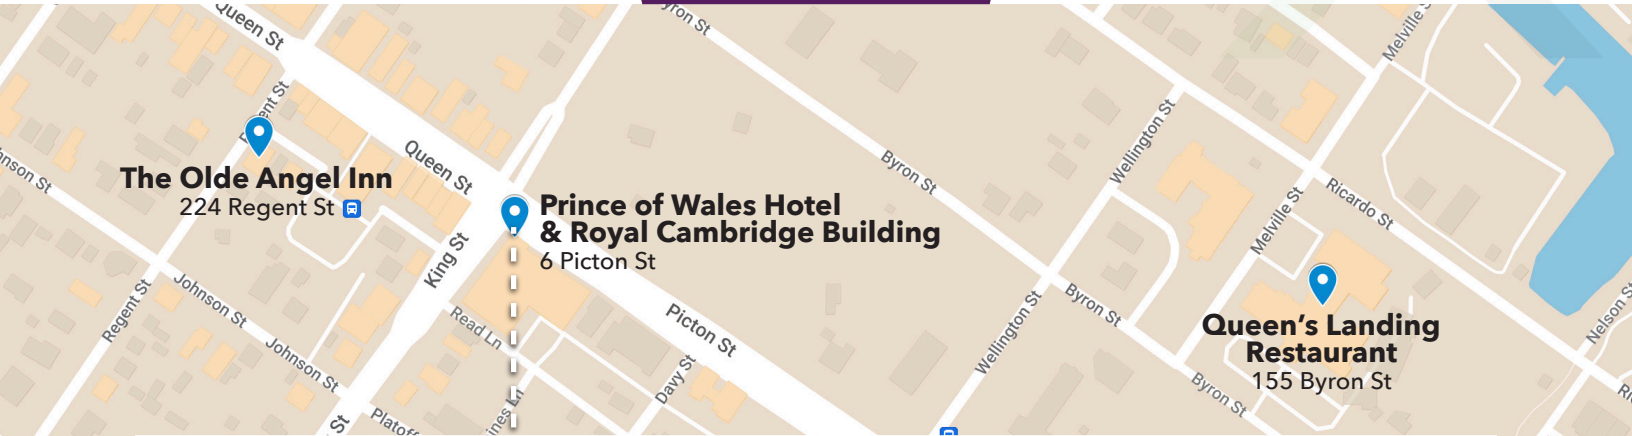 Queen St
Byron St
Melville St
Regent St
Johnson St
The Olde Angel Inn
224 Regent St
Queen St
Prince of Wales Hotel
& Royal Cambridge Building
6 Picton St
King St
Byron St
Wellington St
Melville St
Ricardo St
Queen's Landing
Restaurant
155 Byron St
Regent St
Johnson St
Johnson St
Read Ln
Picton St
Davy St
Wellington St
Byron St
Byron St
Nelson St
St